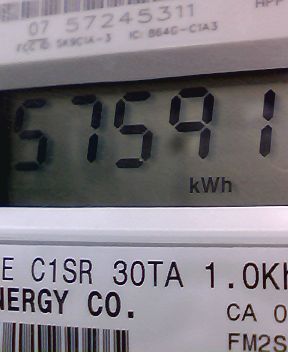 HFF
07 57245311
FCC ID: SK9C1A-3 IC: 864G-C1A3
57591
kWh
E C1SR 30TA 1.0Kh
NERGY CO.
CA 0
FM2S